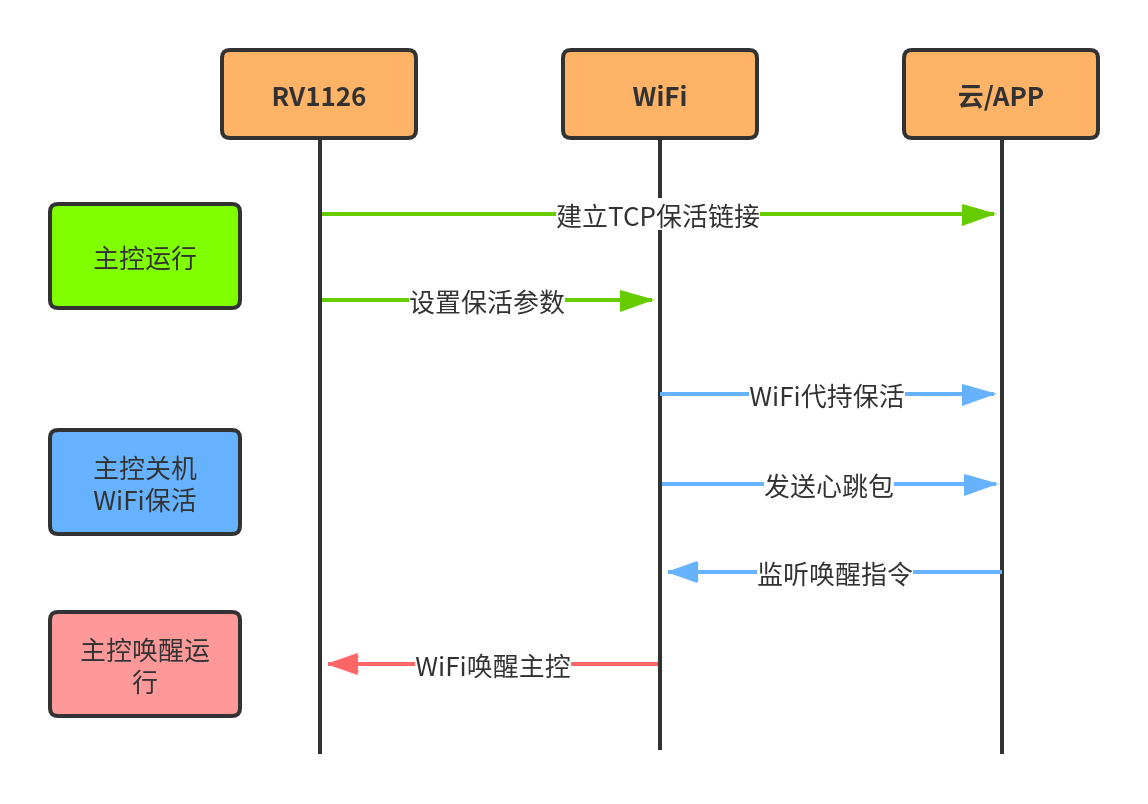 RV1126
WiFi
云/APP
建立TCP保活链接
主控运行
设置保活参数
WiFi代持保活
主控关机
WiFi保活
发送心跳包
监听唤醒指令
主控唤醒运
行
WiFi唤醒主控